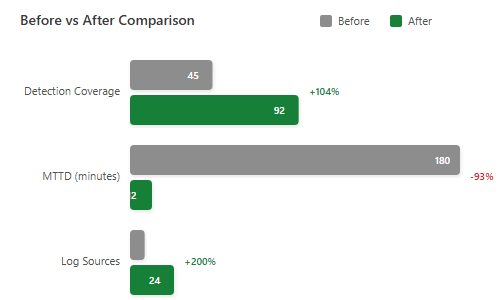 Before vs After Comparison
Before
After
45
Detection Coverage
+104%
92
180
MTTD (minutes)
-93%
2
Log Sources
+200%
24